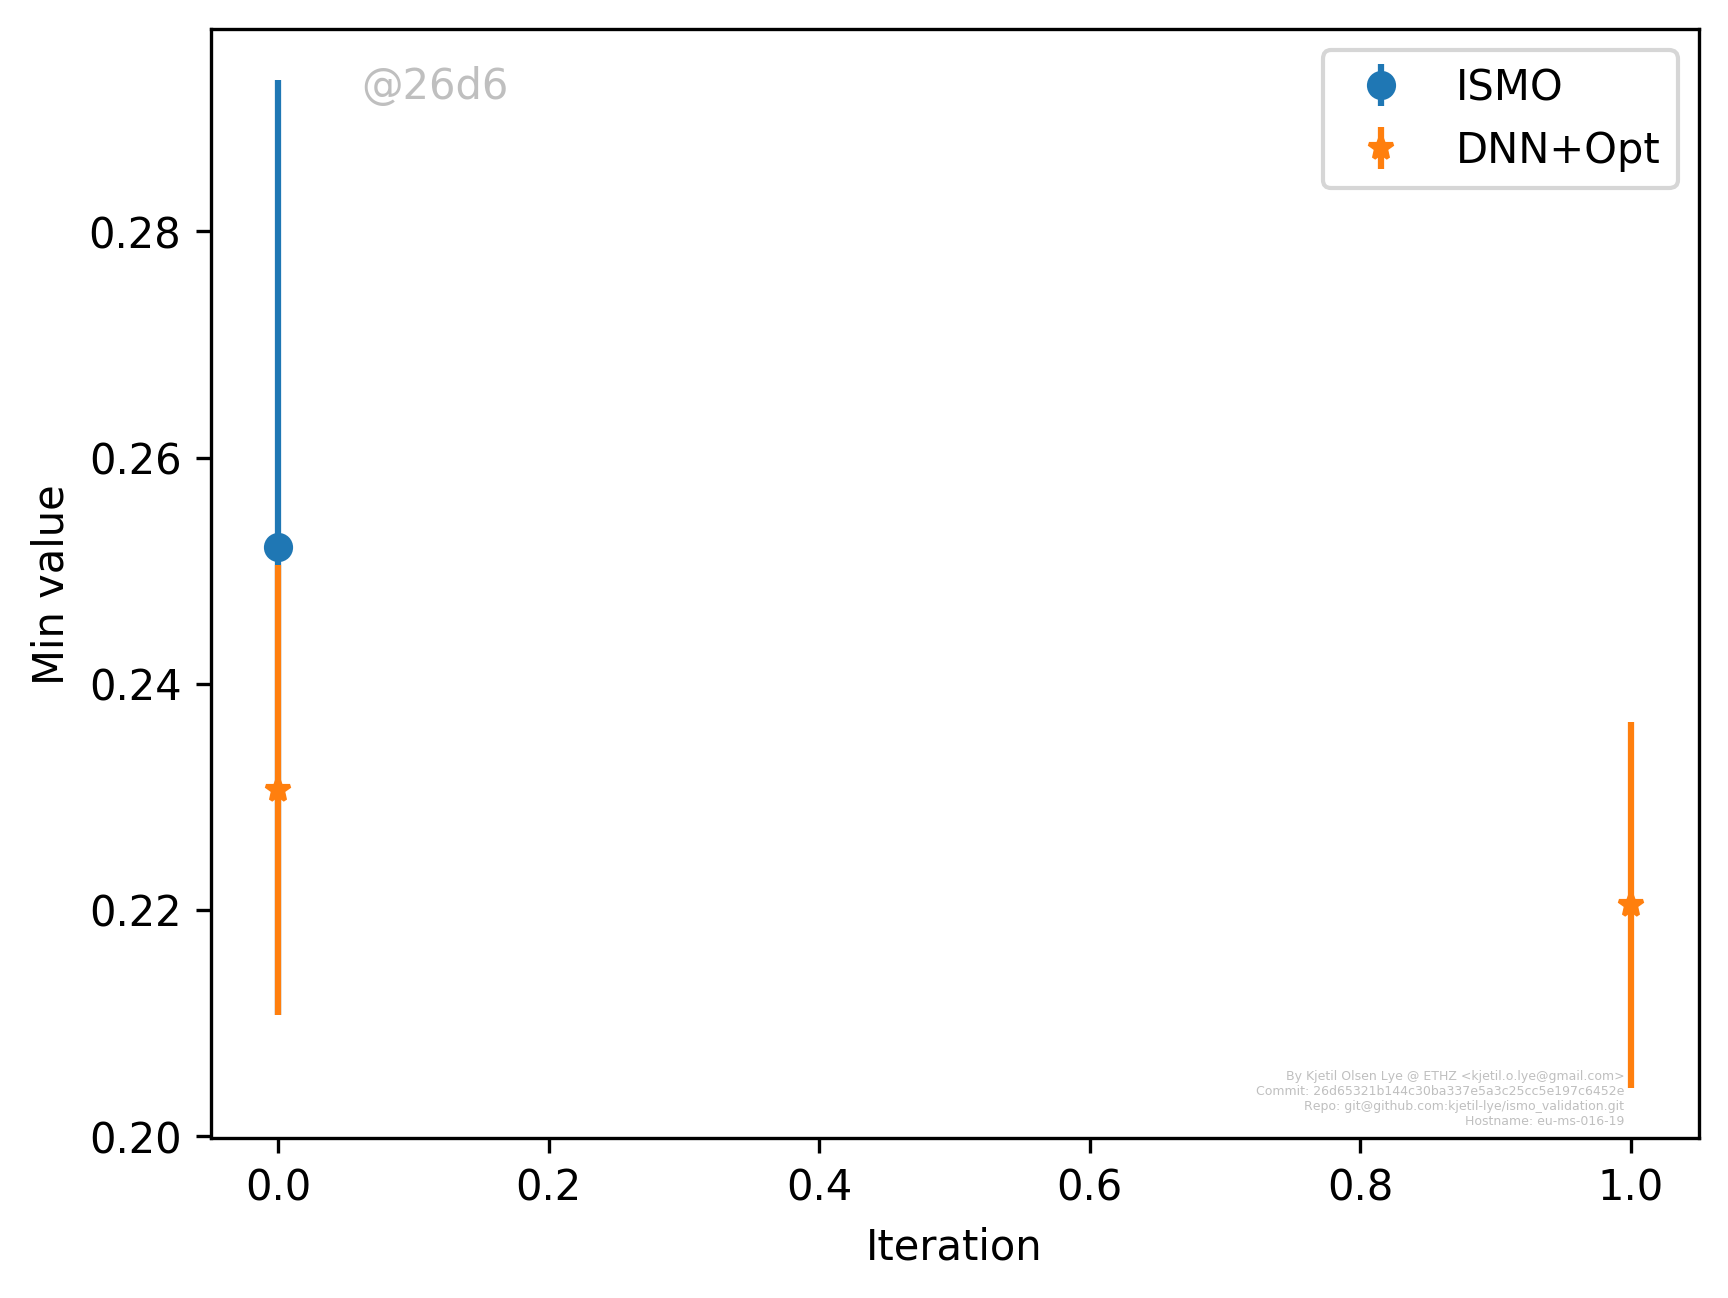 @26d6
ISMO
DNN+Opt
Min value
0.28
0.26
0.24
0.22
0.20
By Kjetil Olsen Lye @ ETHZ <kjetil.o.lye@gmail.com>
Commit: 26d65321b144c30ba337e5a3c25cc5e197c6452e
Repo: git@github.com:kjetil-lye/ismo_validation.git
Hostname: eu-ms-016-19
0.0 0.2 0.4 0.6 0.8 1.0
Iteration